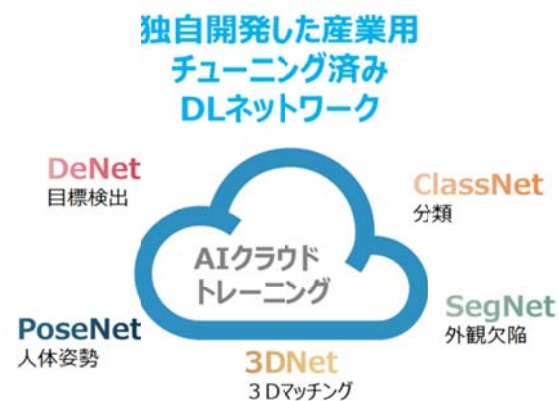 独自開発した産業用
チューニング済み
DLネットワーク
DeNet
目標検出
ClassNet
分類
AIクラウド
トレーニング
PoseNet
人体姿勢
SegNet
外観欠陥
3DNet
３Dマッチング